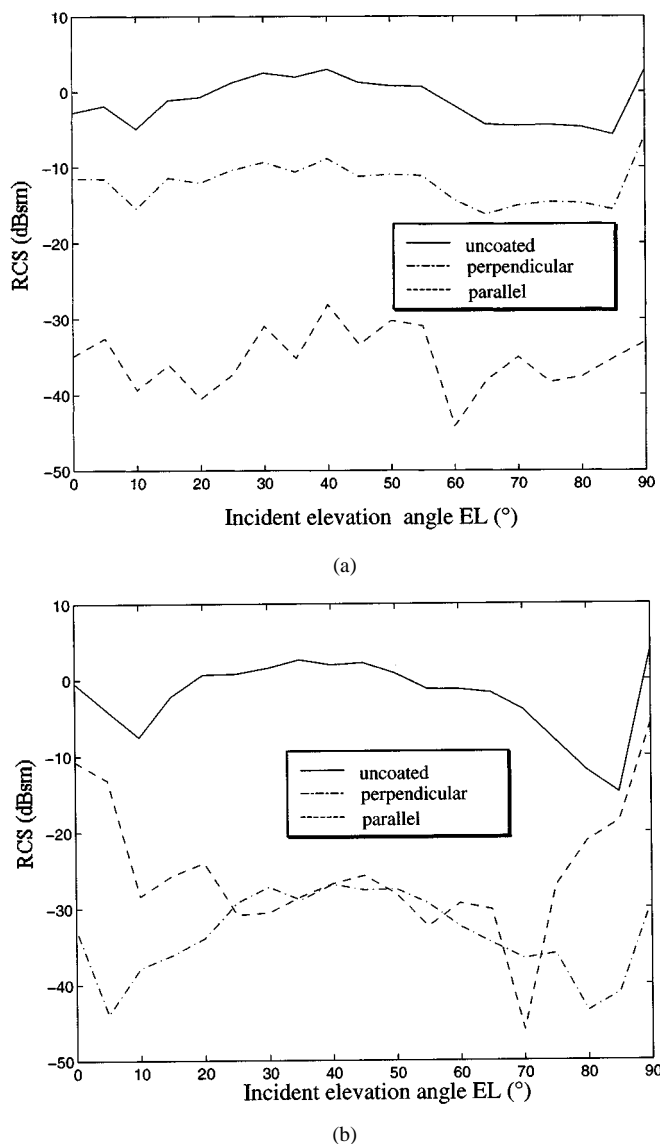 10
0
-10
-20
-30
-40
-50
RCS (dBsm)
uncoated
perpendicular
parallel
0 10 20 30 40 50 60 70 80 90
Incident elevation angle EL (°)
(a)
10
0
-10
-20
-30
-40
-50
RCS (dBsm)
uncoated
perpendicular
parallel
0 10 20 30 40 50 60 70 80 90
Incident elevation angle EL (°)
(b)